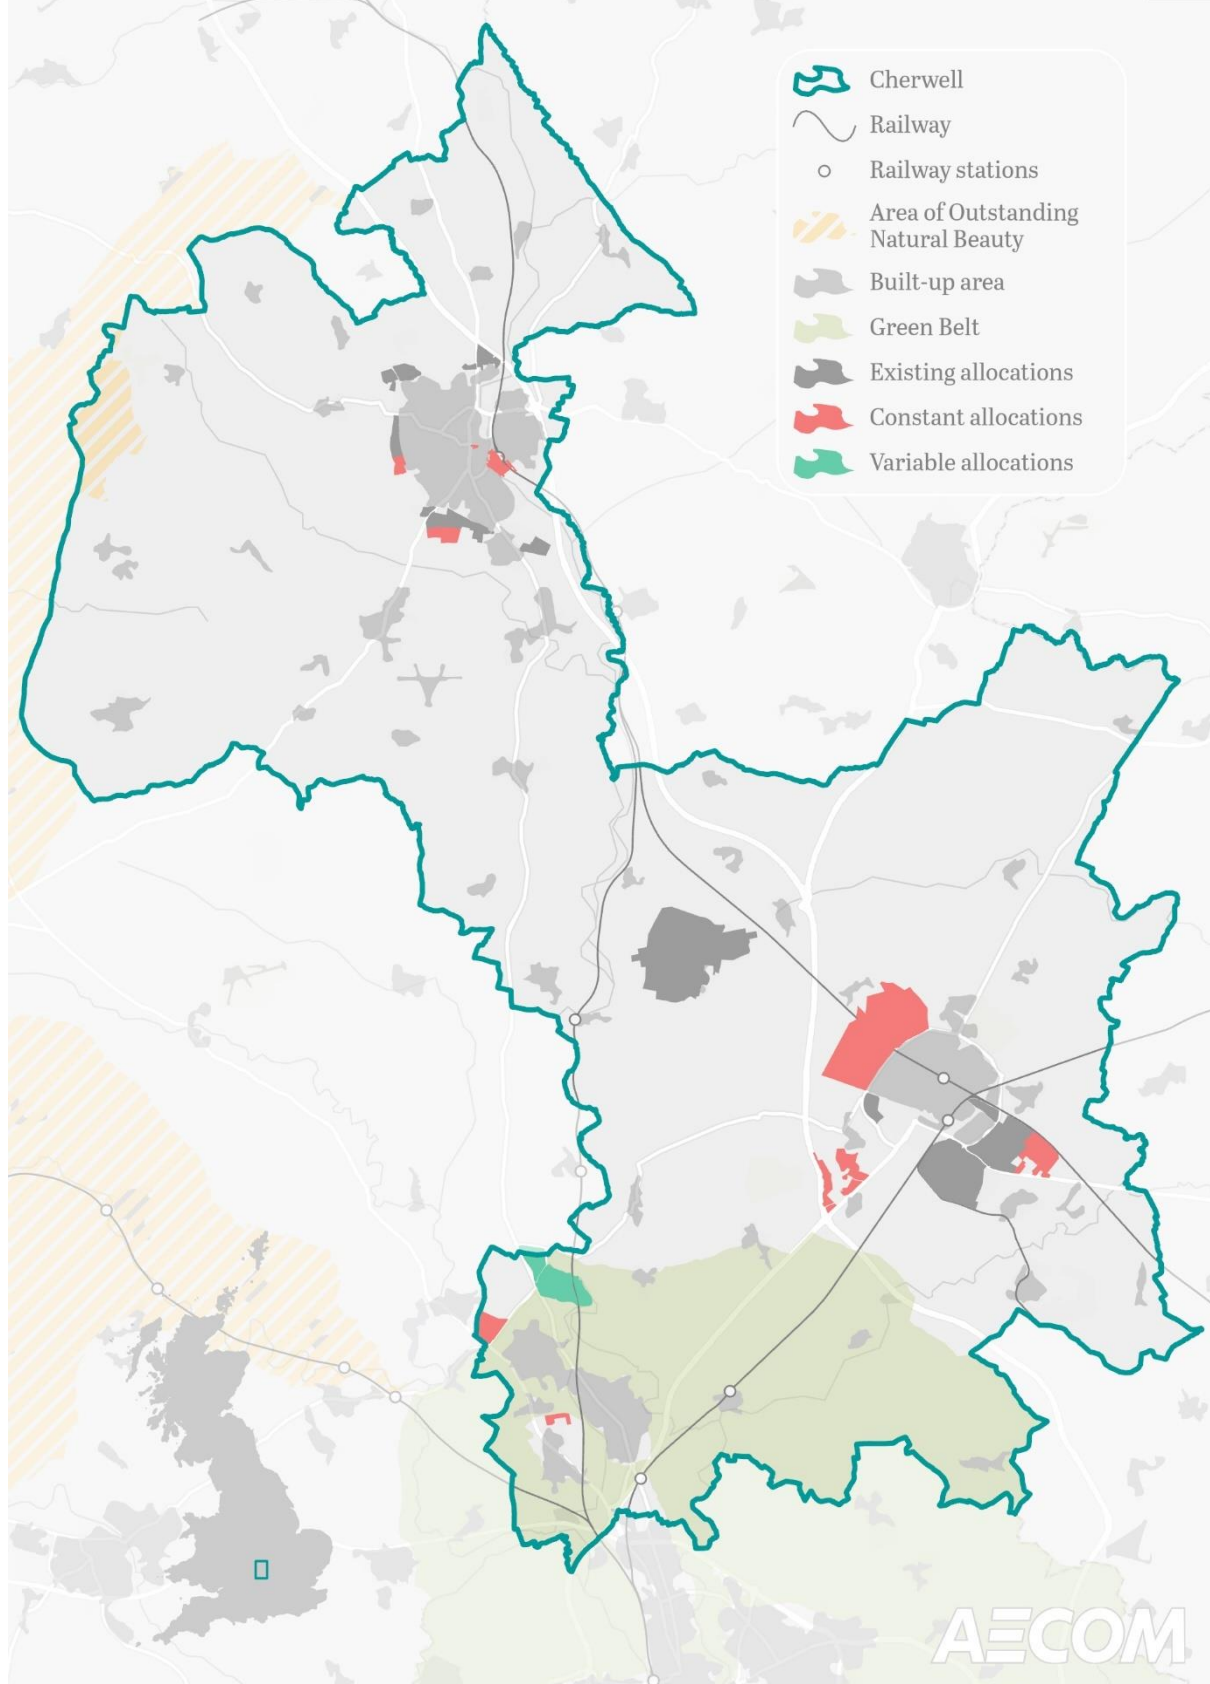 Cherwell
Railway
Railway stations
Area of Outstanding
Natural Beauty
Built-up area
Green Belt
Existing allocations
Constant allocations
Variable allocations
AECOM